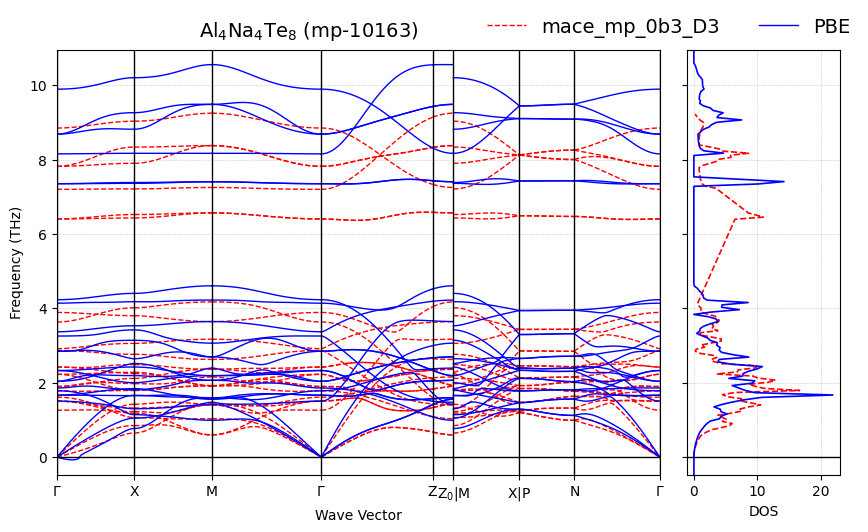 Al₄Na₄Te₈ (mp-10163)
mace_mp_0b3_D3
PBE
Frequency (THz)
10
8
6
4
2
0
Γ X M Γ Z Z₀|M X|P N Γ
Wave Vector
0 10 20
DOS